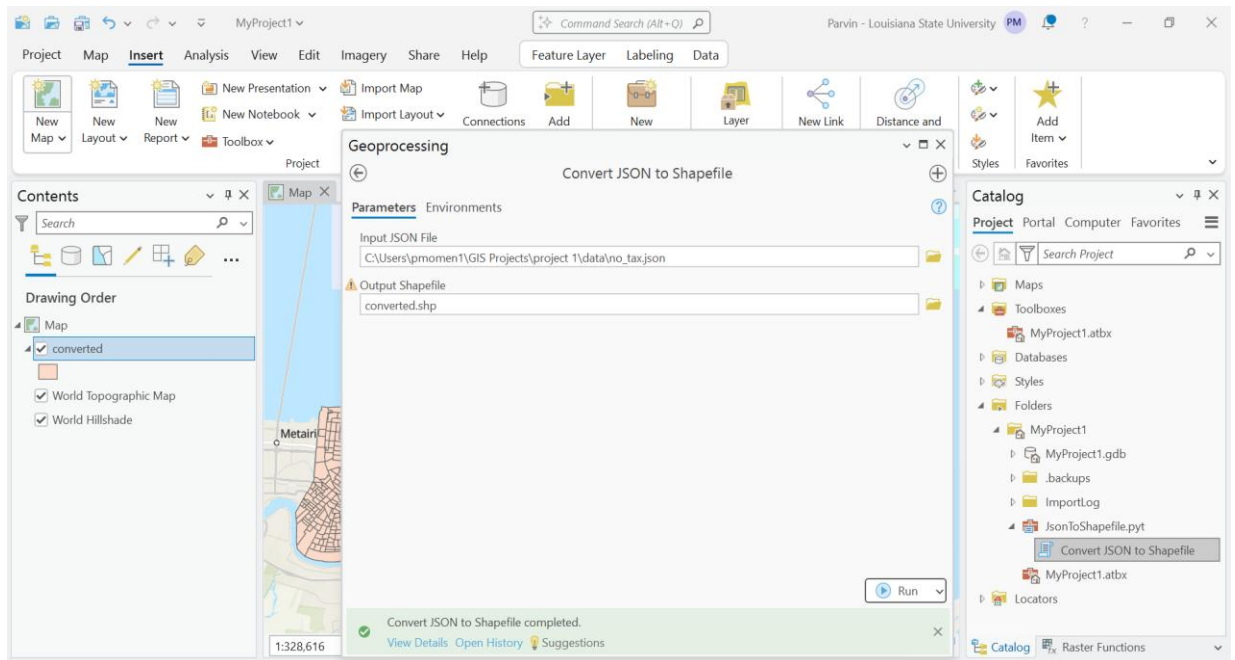 MyProject1
Command Search (Alt+Q)
Parvin - Louisiana State University PM ?
Project Map Insert Analysis View Edit Imagery Share Help Feature Layer Labeling Data
New Map
New Layout
New Report
New Presentation
New Notebook
Toolbox
Project
Import Map
Import Layout
Connections
Add
New
Layer
New Link
Distance and
Styles
Add Item
Favorites
Contents
Search
...
Drawing Order
Map
converted
World Topographic Map
World Hillshade
Map
Metairi
1:328,616
Geoprocessing
Convert JSON to Shapefile
Parameters Environments
?
Input JSON File
C:\Users\pmomen1\GIS Projects\project 1\data\no_tax.json
Output Shapefile
converted.shp
Run
Convert JSON to Shapefile completed.
View Details Open History Suggestions
Catalog
Project Portal Computer Favorites
Search Project
Maps
Toolboxes
MyProject1.atbx
Databases
Styles
Folders
MyProject1
MyProject1.gdb
.backups
ImportLog
JsonToShapefile.pyt
Convert JSON to Shapefile
MyProject1.atbx
Locators
Catalog Raster Functions